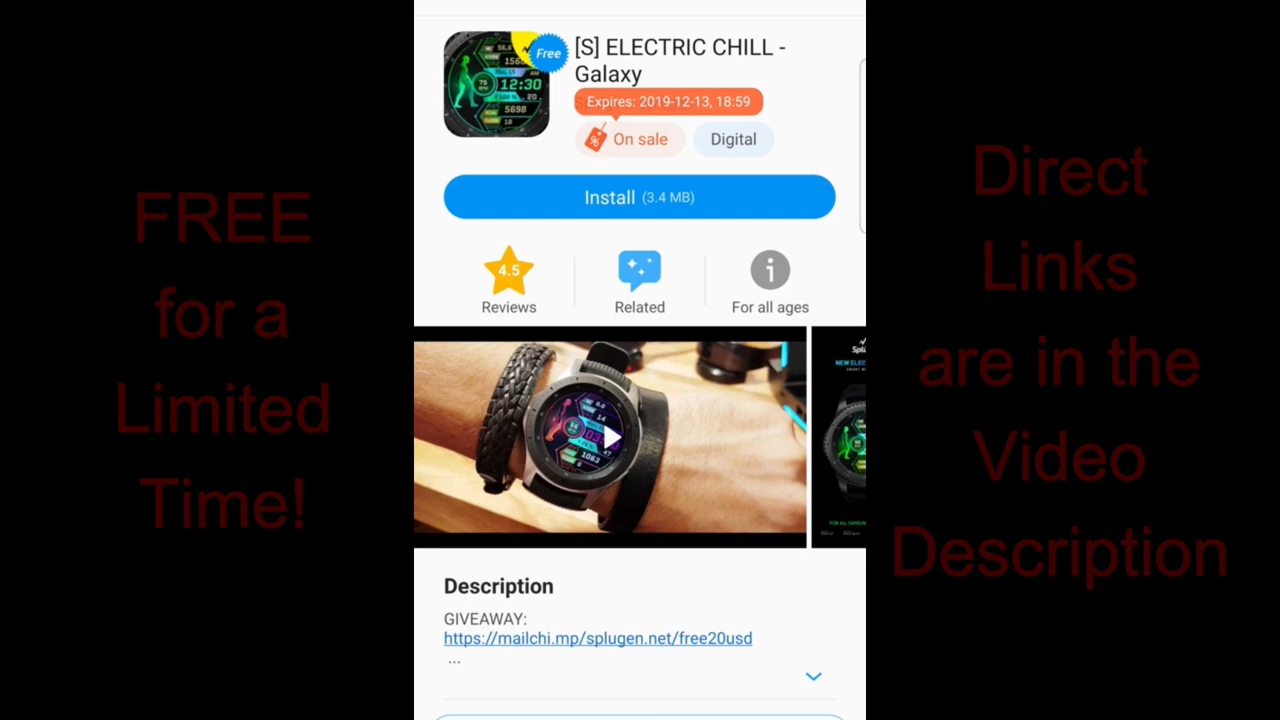 FREE
for a
Limited
Time!
Free
12:30
[S] ELECTRIC CHILL -
Galaxy
Expires: 2019-12-13, 18:59
On sale
Digital
Install (3.4 MB)
4.5
Reviews
Related
For all ages
Description
GIVEAWAY:
https://mailchi.mp/splugen.net/free20usd
...
Direct
Links
are in the
Video
Description